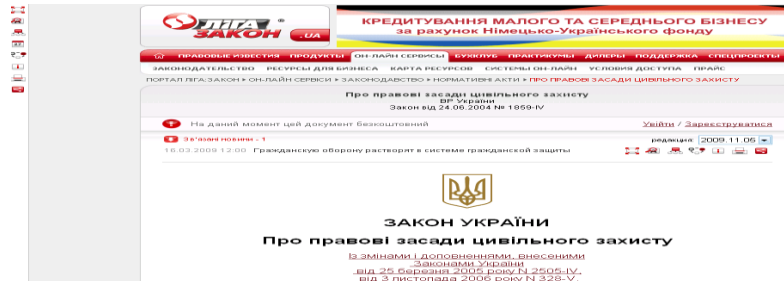 ЛІГА ® ЗАКОН .UA
КРЕДИТУВАННЯ МАЛОГО ТА СЕРЕДНЬОГО БІЗНЕСУ
за рахунок Німецько-Українського фонду
ПРАВОВЫЕ ИЗВЕСТИЯ ПРОДУКТЫ ОН-ЛАЙН СЕРВИСЫ БУХКЛУБ ПРАКТИКУМЫ ДИЛЕРЫ ПОДДЕРЖКА СПЕЦПРОЕКТЫ
ЗАКОНОДАТЕЛЬСТВО РЕСУРСЫ ДЛЯ БИЗНЕСА КАРТА РЕСУРСОВ СИСТЕМЫ ОН-ЛАЙН УСЛОВИЯ ДОСТУПА ПРАЙС
ПОРТАЛ ЛІГА:ЗАКОН ▸ ОН-ЛАЙН СЕРВІСИ ▸ ЗАКОНОДАВСТВО ▸ НОРМАТИВНІ АКТИ ▸ ПРО ПРАВОВІ ЗАСАДИ ЦИВІЛЬНОГО ЗАХИСТУ
Про правові засади цивільного захисту
ВР України
Закон від 24.06.2004 № 1859-IV
На даний момент цей документ безкоштовний
Увійти / Зареєструватися
Зв'язані новини - 1
редакция: 2009.11.05
16.03.2009 12:00 Гражданскую оборону растворят в системе гражданской защиты
ЗАКОН УКРАЇНИ
Про правові засади цивільного захисту
Із змінами і доповненнями, внесеними
Законами України
від 25 березня 2005 року N 2505-IV,
від 3 листопада 2006 року N 328-V,